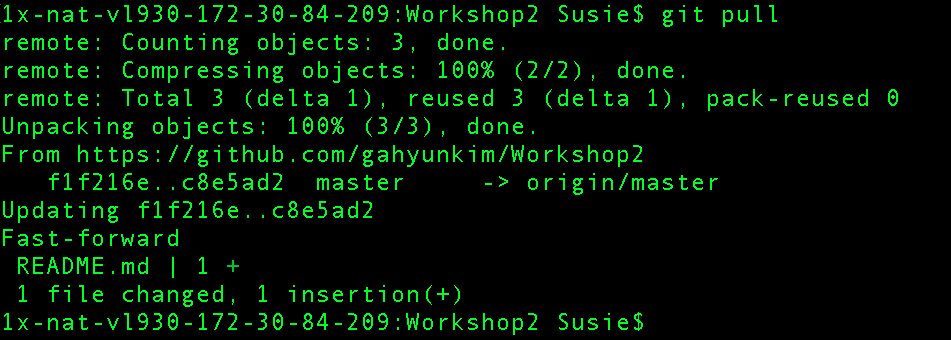 1x-nat-vl930-172-30-84-209:Workshop2 Susie$ git pull
remote: Counting objects: 3, done.
remote: Compressing objects: 100% (2/2), done.
remote: Total 3 (delta 1), reused 3 (delta 1), pack-reused 0
Unpacking objects: 100% (3/3), done.
From https://github.com/gahyunkim/Workshop2
   f1f216e..c8e5ad2  master     -> origin/master
Updating f1f216e..c8e5ad2
Fast-forward
 README.md | 1 +
 1 file changed, 1 insertion(+)
1x-nat-vl930-172-30-84-209:Workshop2 Susie$